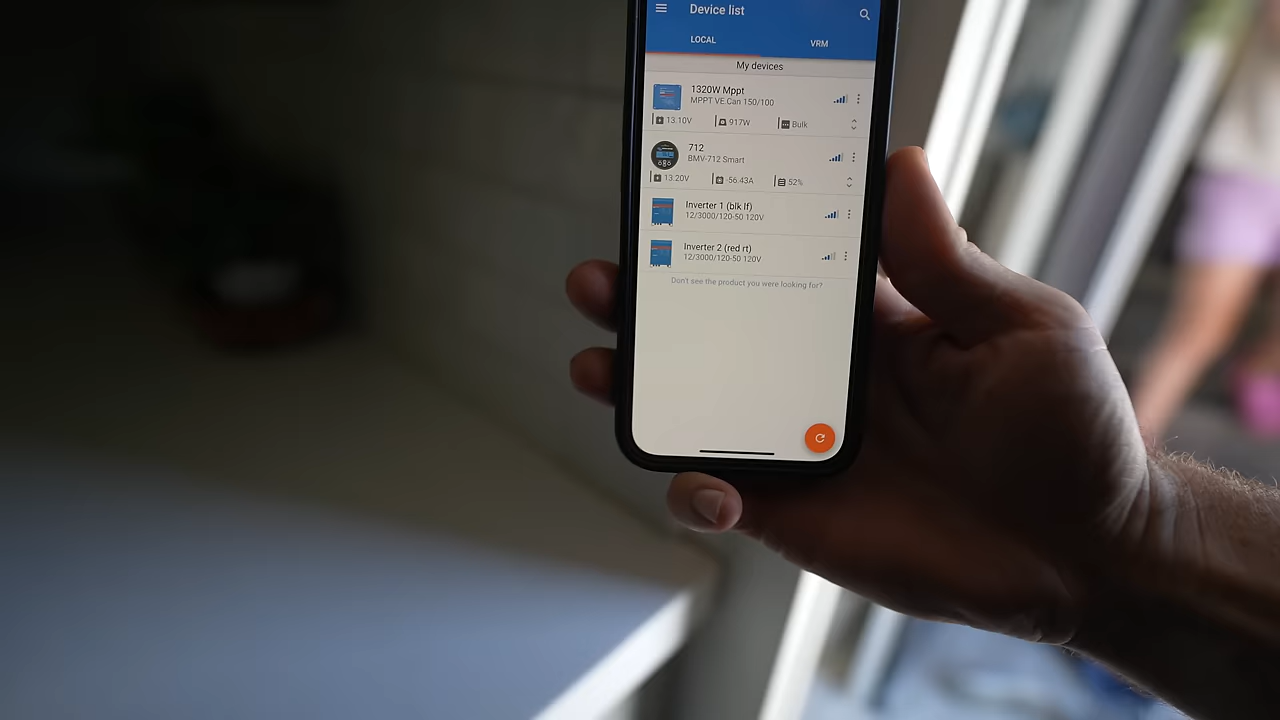 Device list
LOCAL VRM
My devices
1320W Mppt
MPPT VE.Can 150/100
13.10V 917W Bulk
712
BMV-712 Smart
13.20V -56.43A 52%
Inverter 1 (blk lf)
12/3000/120-50 120V
Inverter 2 (red rt)
12/3000/120-50 120V
Don't see the product you were looking for?